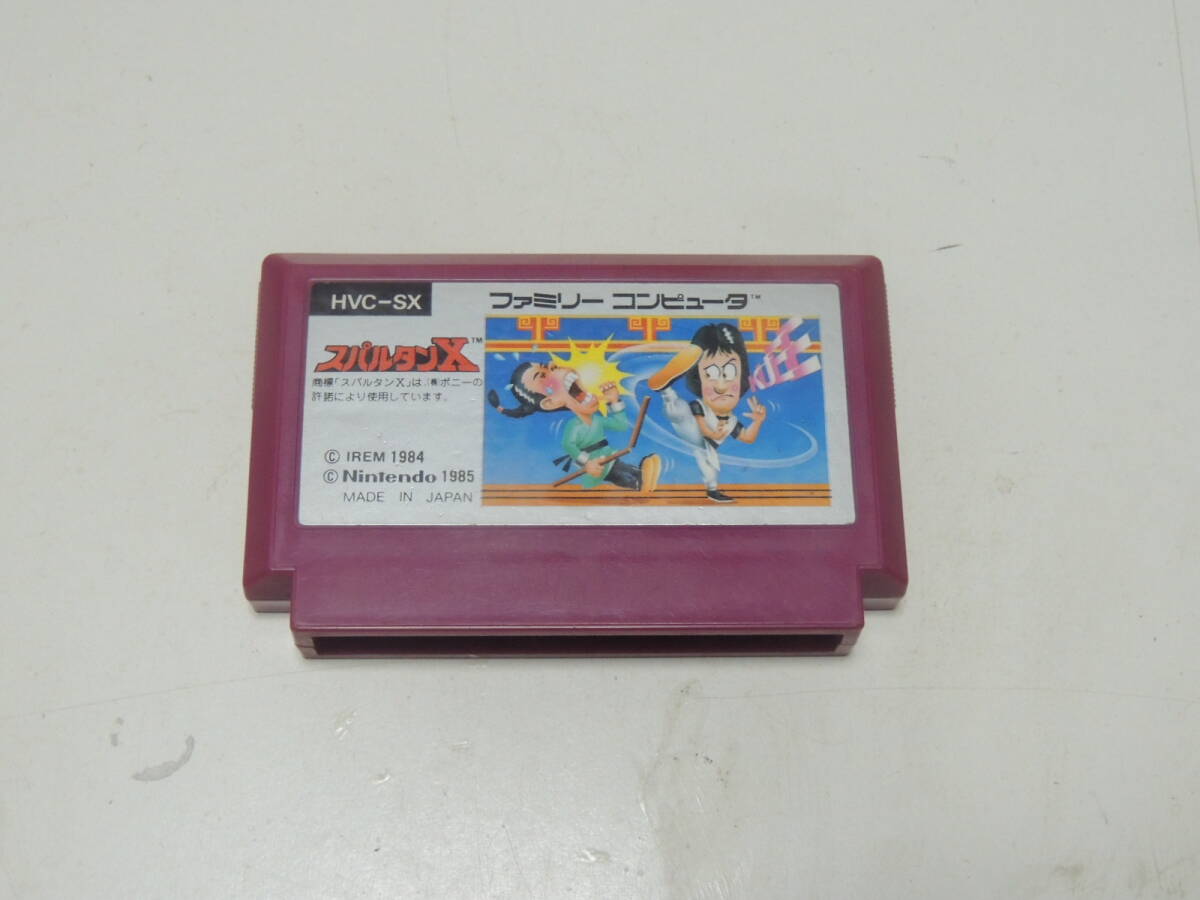 HVC-SX
ファミリー コンピュータ™
スパルタンX™
商標「スパルタンX」は、㈱ポニーの
許諾により使用しています。
© IREM 1984
© Nintendo 1985
MADE IN JAPAN